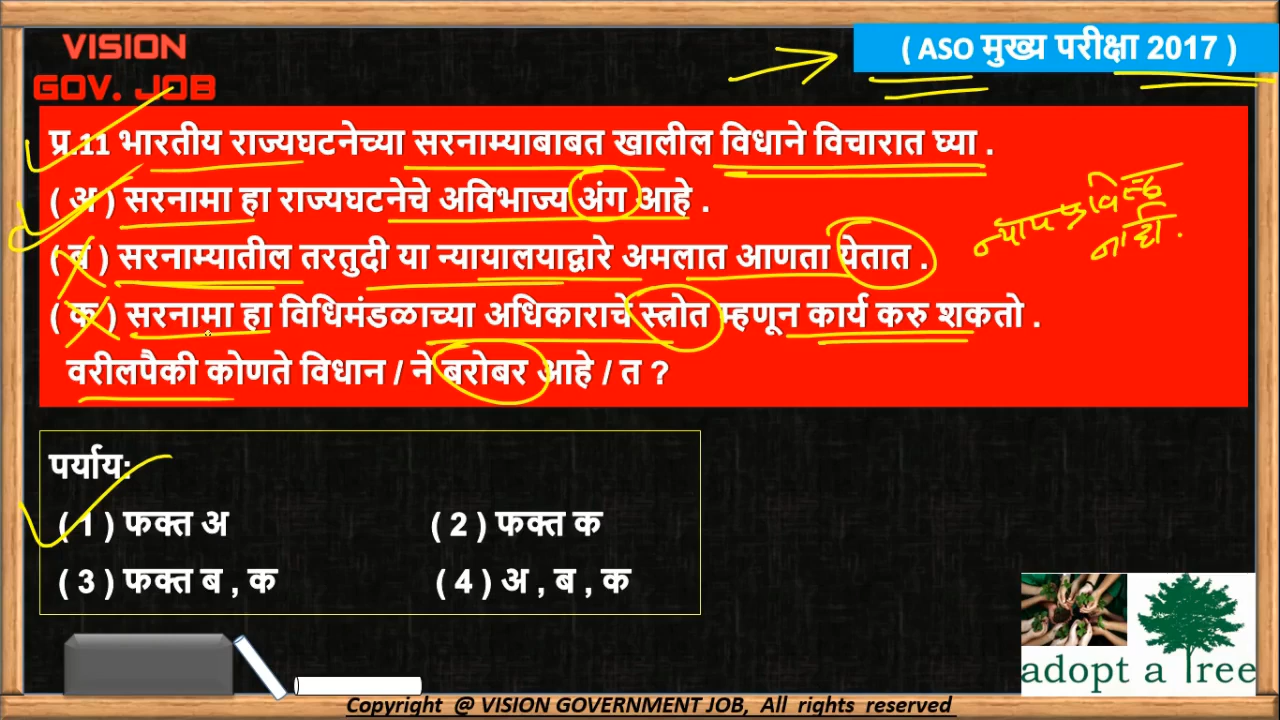 VISION
GOV. JOB
( ASO मुख्य परीक्षा 2017 )
प्र.11 भारतीय राज्यघटनेच्या सरनाम्याबाबत खालील विधाने विचारात घ्या .
( अ ) सरनामा हा राज्यघटनेचे अविभाज्य अंग आहे .
( ब ) सरनाम्यातील तरतुदी या न्यायालयाद्वारे अमलात आणता येतात .
( क ) सरनामा हा विधिमंडळाच्या अधिकाराचे स्त्रोत म्हणून कार्य करु शकतो .
वरीलपैकी कोणते विधान / ने बरोबर आहे / त ?
नाही .
पर्याय:
( 1 ) फक्त अ ( 2 ) फक्त क
( 3 ) फक्त ब , क ( 4 ) अ , ब , क
adopt a Tree
Copyright @ VISION GOVERNMENT JOB, All rights reserved